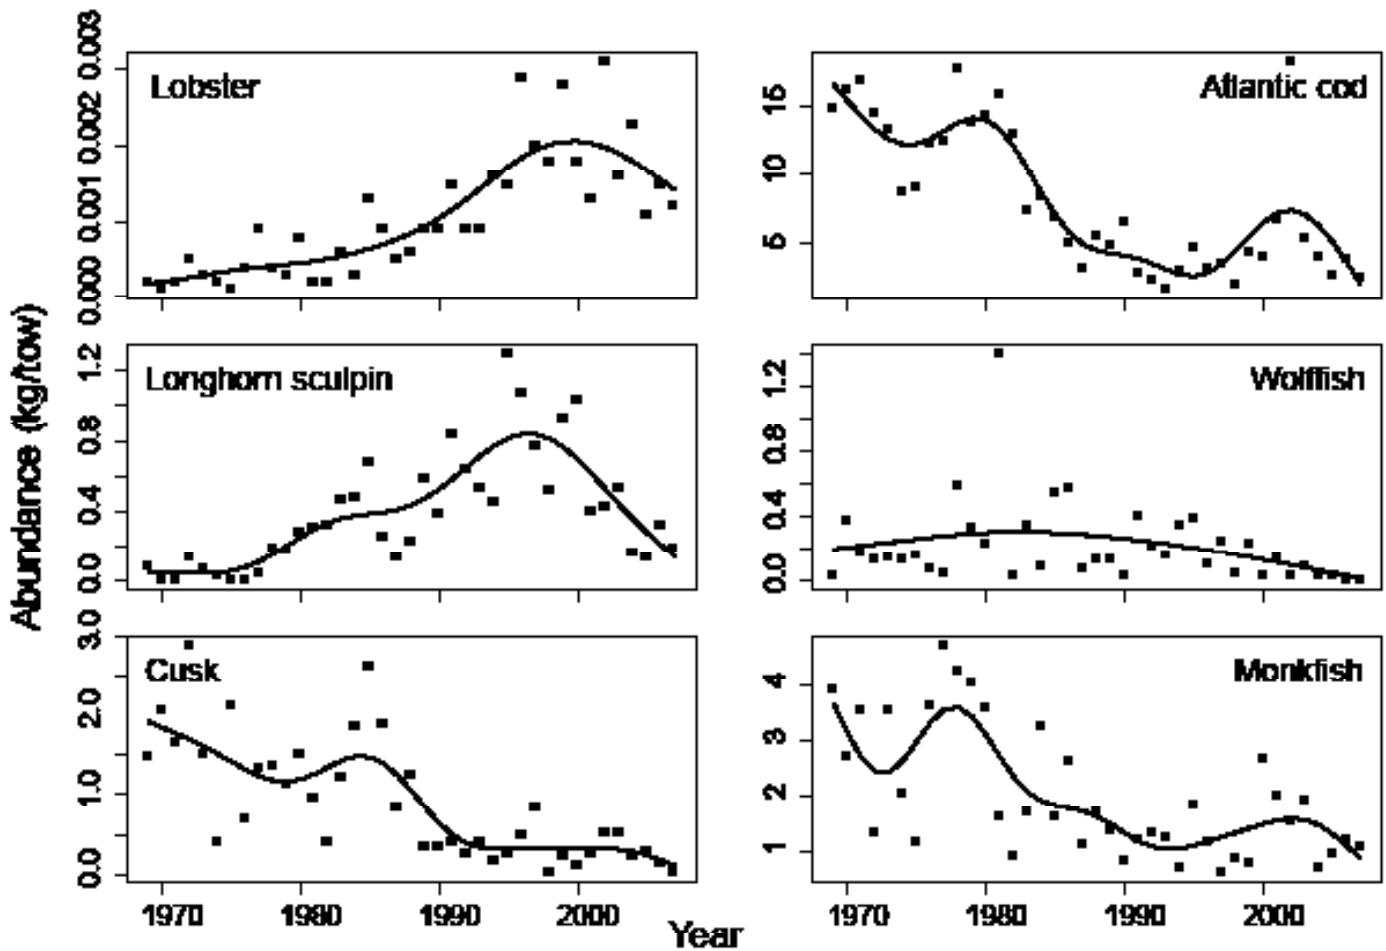 Abundance (kg/tow)
Lobster
0.000 0.001 0.002 0.003
Atlantic cod
5 10 15
Longhorn sculpin
0.0 0.4 0.8 1.2
Wolffish
0.0 0.4 0.8 1.2
Cusk
0.0 1.0 2.0 3.0
Monkfish
1 2 3 4
1970 1980 1990 2000
1970 1980 1990 2000
Year